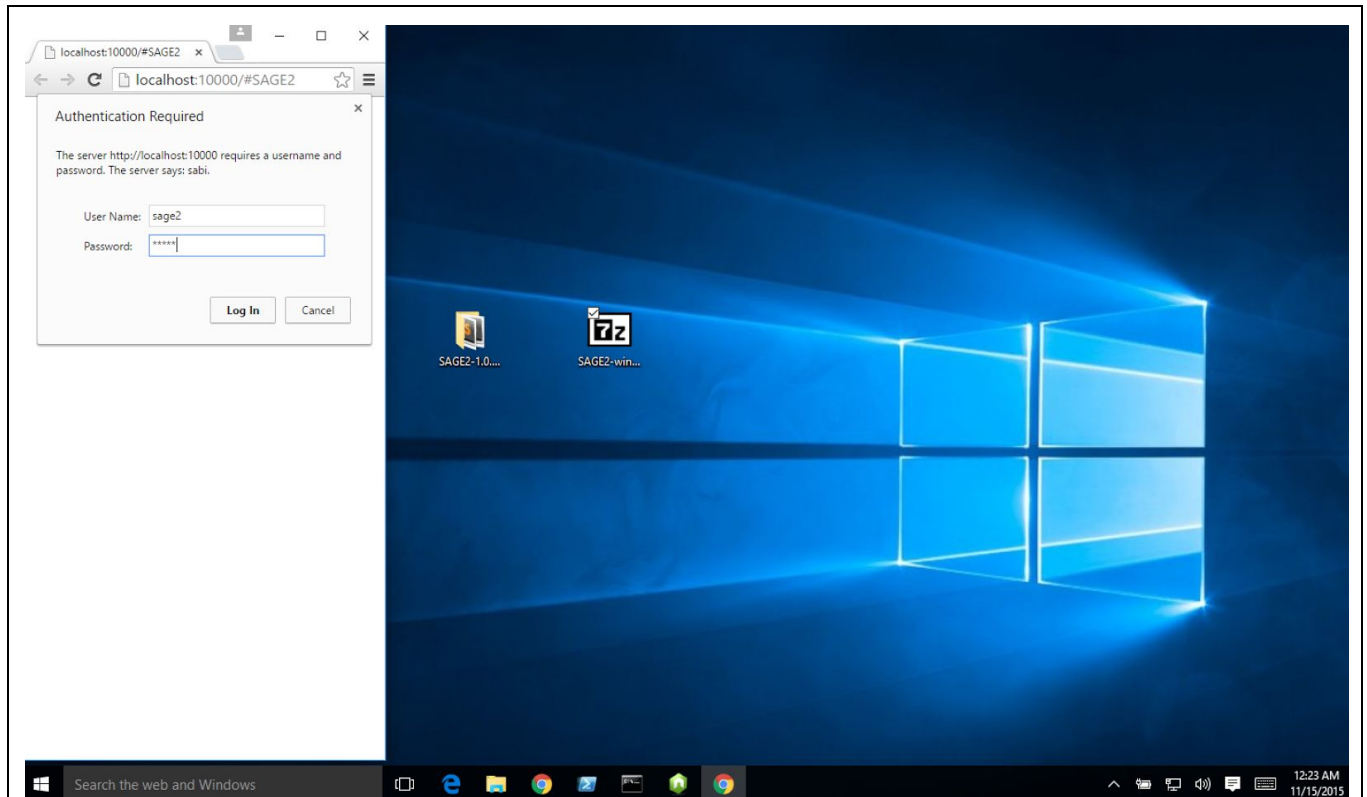 localhost:10000/#SAGE2
localhost:10000/#SAGE2
Authentication Required
The server http://localhost:10000 requires a username and
password. The server says: sabi.
User Name: sage2
Password: *****
Log In Cancel
7z
SAGE2-1.0.... SAGE2-win...
Search the web and Windows
12:23 AM
11/15/2015